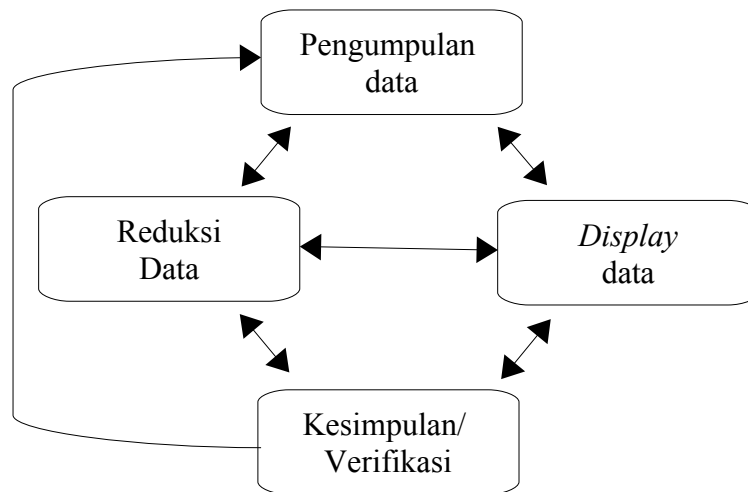 Pengumpulan
data
Reduksi
Data
Display
data
Kesimpulan/
Verifikasi